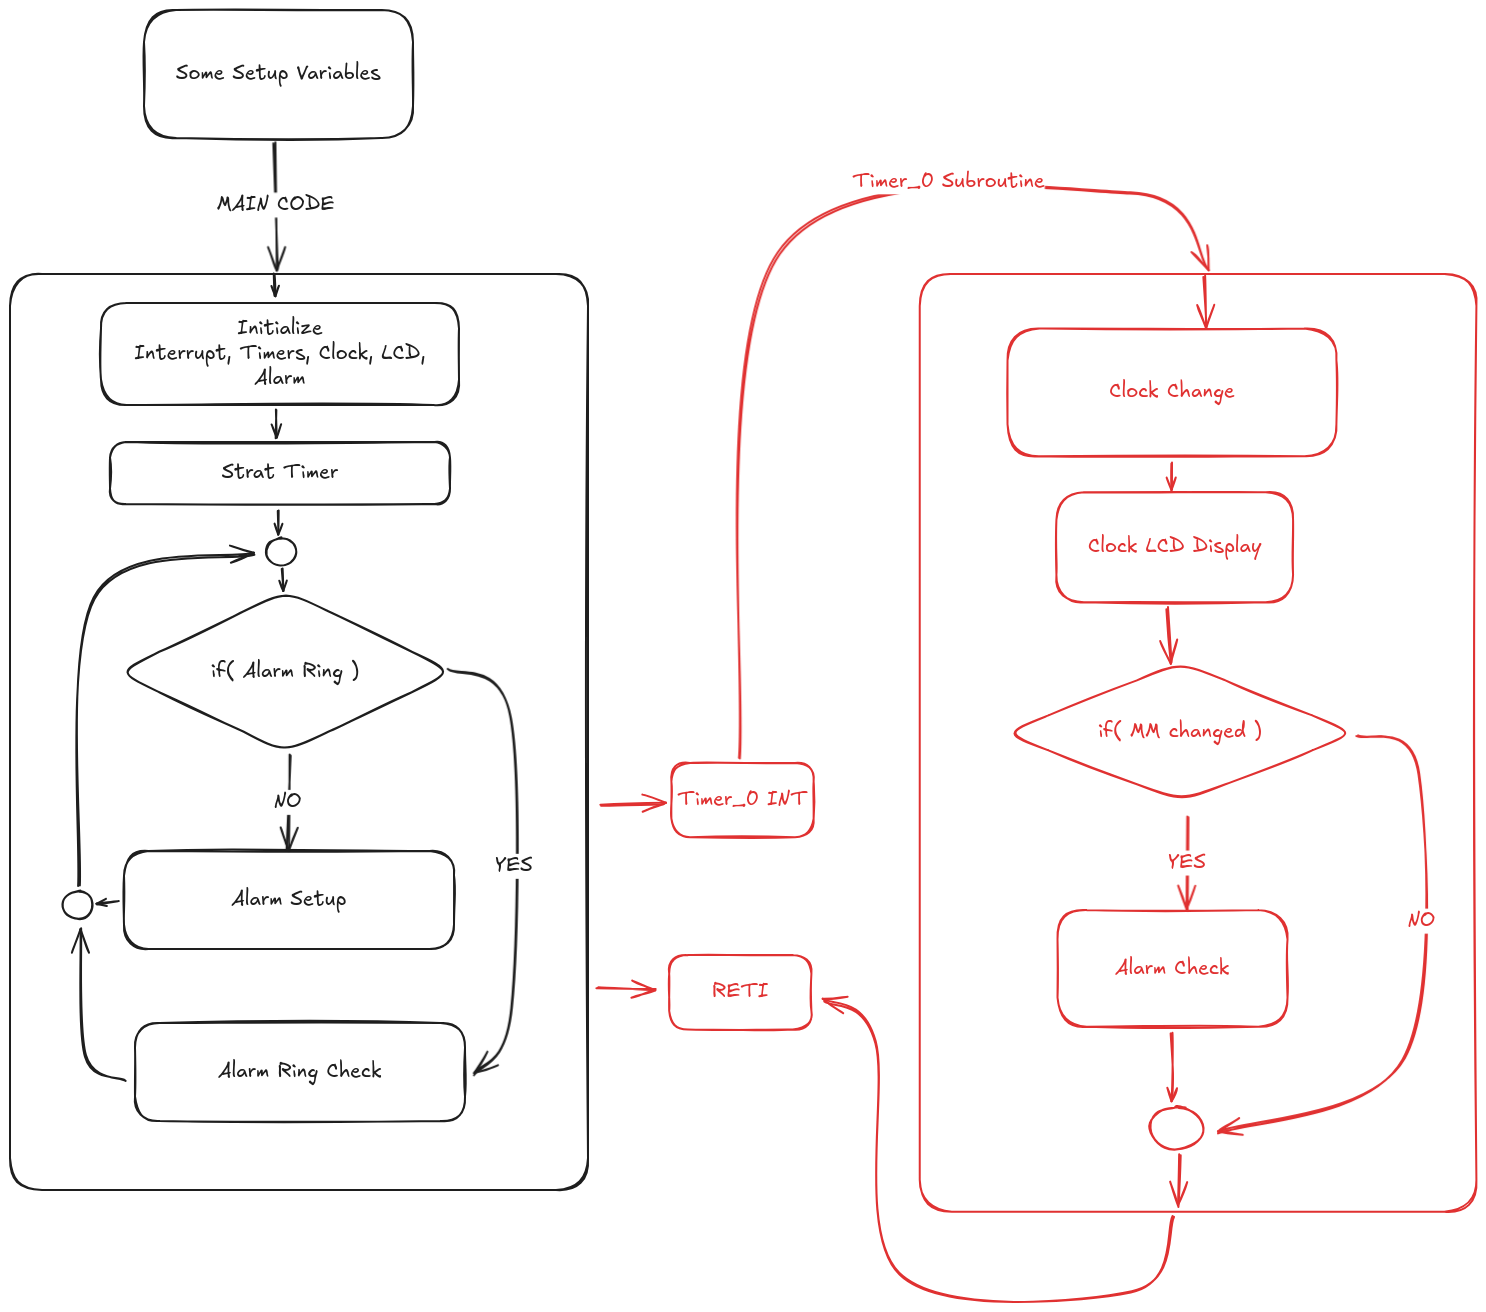 Some Setup Variables
MAIN CODE
Initialize
Interrupt, Timers, Clock, LCD,
Alarm
Strat Timer
if( Alarm Ring )
NO
YES
Alarm Setup
Alarm Ring Check
Timer_0 INT
RETI
Timer_0 Subroutine
Clock Change
Clock LCD Display
if( MM changed )
YES
NO
Alarm Check